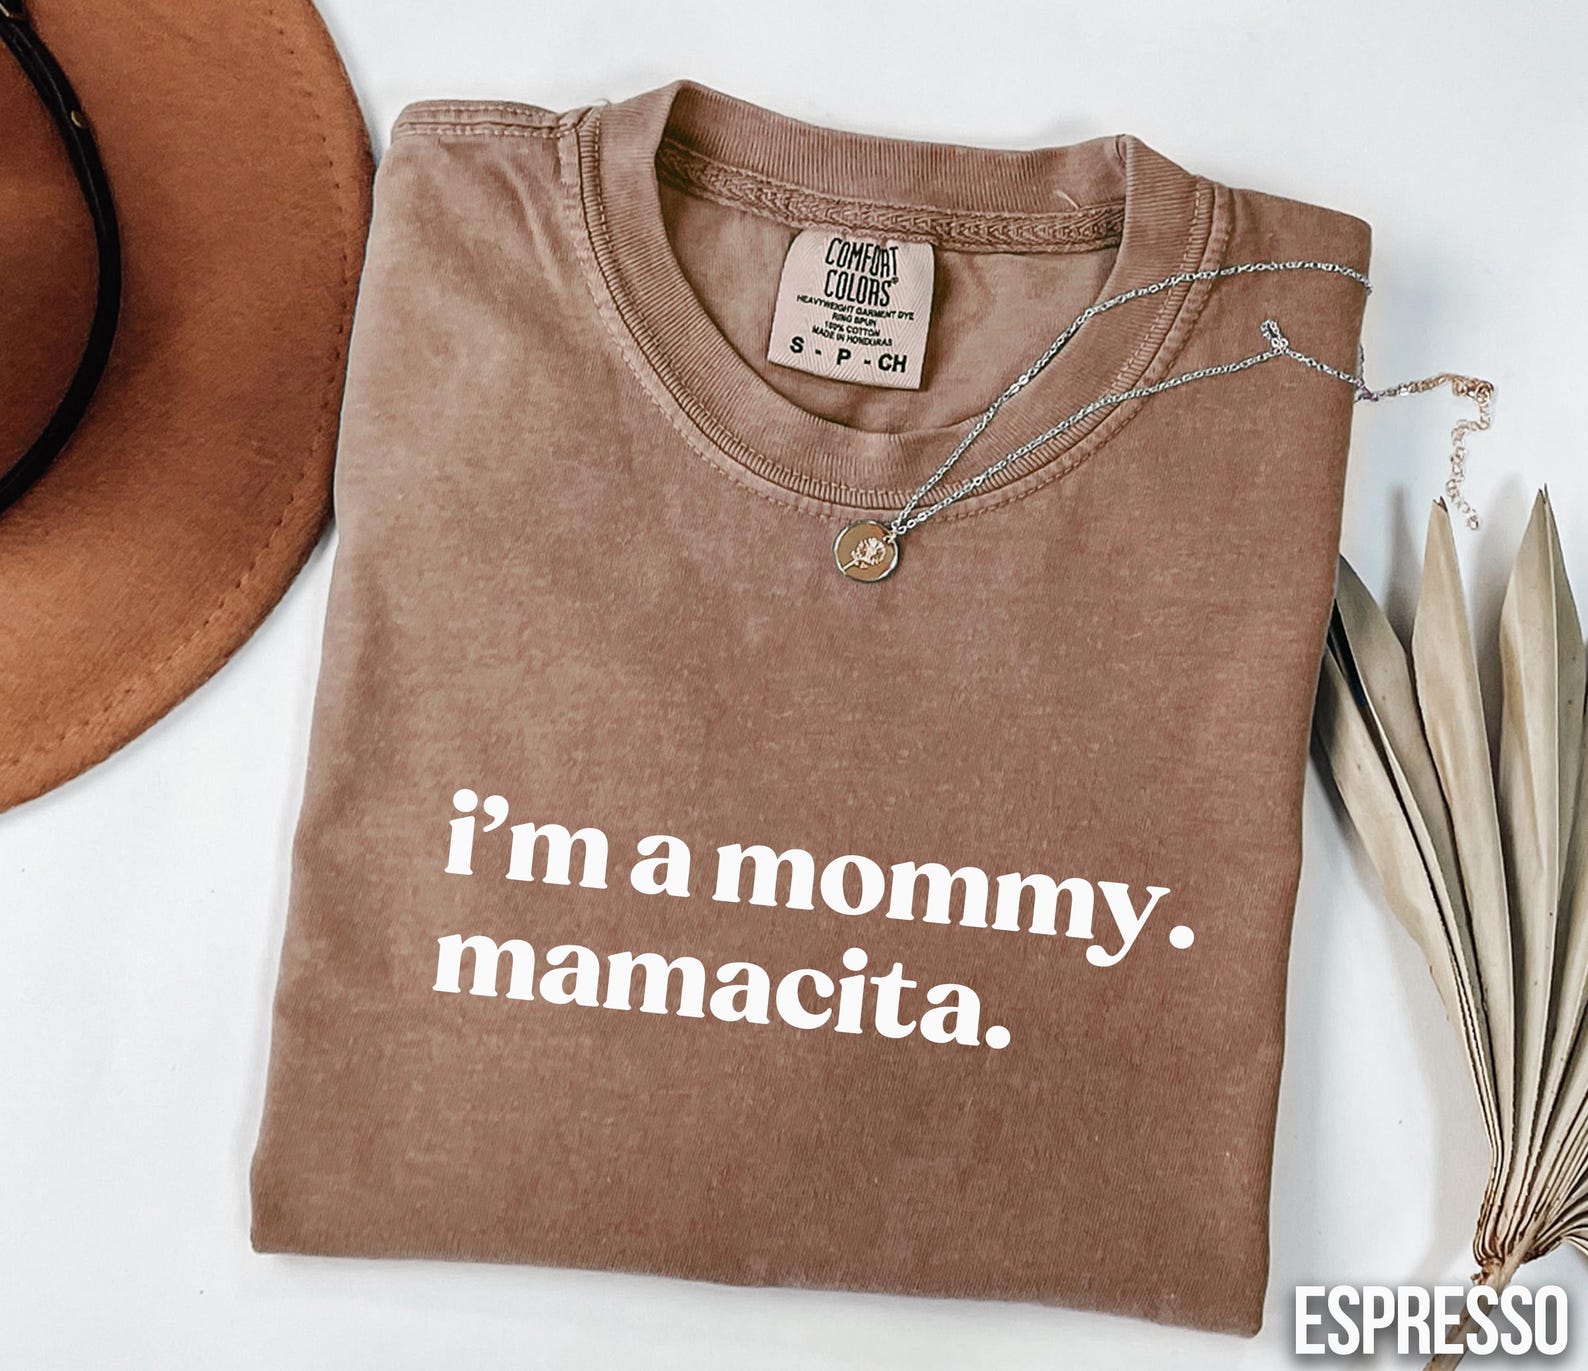 COMFORT
COLORS®
HEAVYWEIGHT GARMENT DYE
RING SPUN
100% COTTON
MADE IN HONDURAS
S - P - CH
i’m a mommy.
mamacita.
ESPRESSO